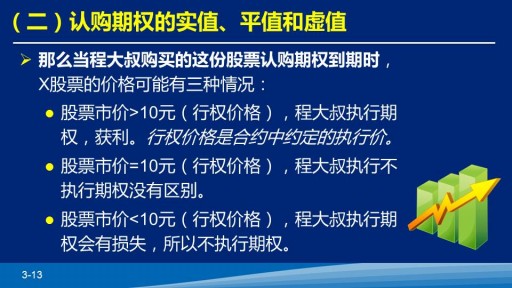 （二）认购期权的实值、平值和虚值
那么当程大叔购买的这份股票认购期权到期时，
X股票的价格可能有三种情况：
股票市价>10元（行权价格），程大叔执行期
权，获利。行权价格是合约中约定的执行价。
股票市价=10元（行权价格），程大叔执行不
执行期权没有区别。
股票市价<10元（行权价格），程大叔执行期
权会有损失，所以不执行期权。
3-13